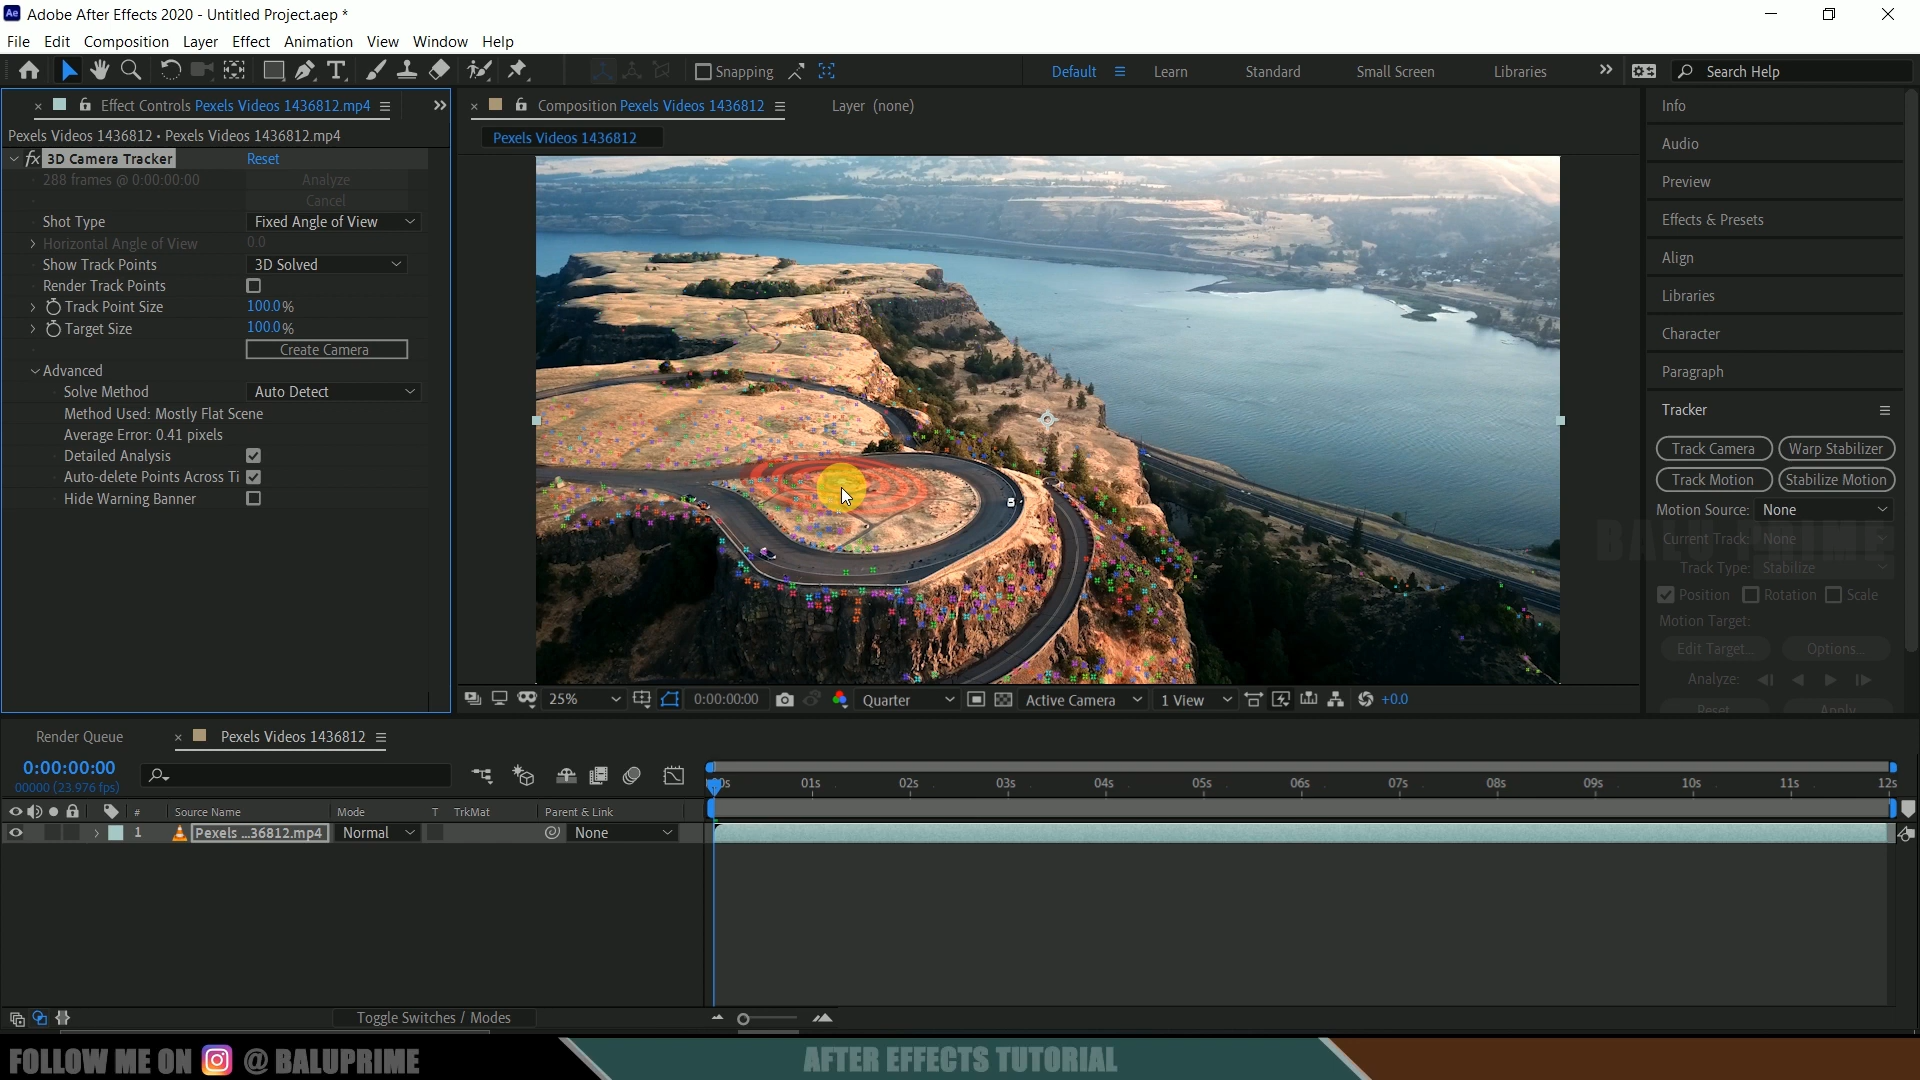 Adobe After Effects 2020 - Untitled Project.aep *
File Edit Composition Layer Effect Animation View Window Help
Snapping
Default Learn Standard Small Screen Libraries Search Help
Effect Controls Pexels Videos 1436812.mp4
Composition Pexels Videos 1436812
Layer (none)
Pexels Videos 1436812 • Pexels Videos 1436812.mp4
Pexels Videos 1436812
fx 3D Camera Tracker Reset
288 frames @ 0:00:00:00 Analyze
Cancel
Shot Type Fixed Angle of View
Horizontal Angle of View 0.0
Show Track Points 3D Solved
Render Track Points
Track Point Size 100.0%
Target Size 100.0%
Create Camera
Advanced
Solve Method Auto Detect
Method Used: Mostly Flat Scene
Average Error: 0.41 pixels
Detailed Analysis
Auto-delete Points Across Ti
Hide Warning Banner
Info
Audio
Preview
Effects & Presets
Align
Libraries
Character
Paragraph
Tracker
Track Camera Warp Stabilizer
Track Motion Stabilize Motion
Motion Source: None
BALU PRIME
Current Track: None
Track Type: Stabilize
Position Rotation Scale
Motion Target:
Edit Target... Options...
Analyze:
Reset Apply
25% 0:00:00:00 Quarter Active Camera 1 View +0.0
Render Queue
Pexels Videos 1436812
0:00:00:00
00000 (23.976 fps)
00s 01s 02s 03s 04s 05s 06s 07s 08s 09s 10s 11s 12s
# Source Name Mode T TrkMat Parent & Link
1 Pexels ...36812.mp4 Normal None
Toggle Switches / Modes
FOLLOW ME ON @ BALUPRIME
AFTER EFFECTS TUTORIAL